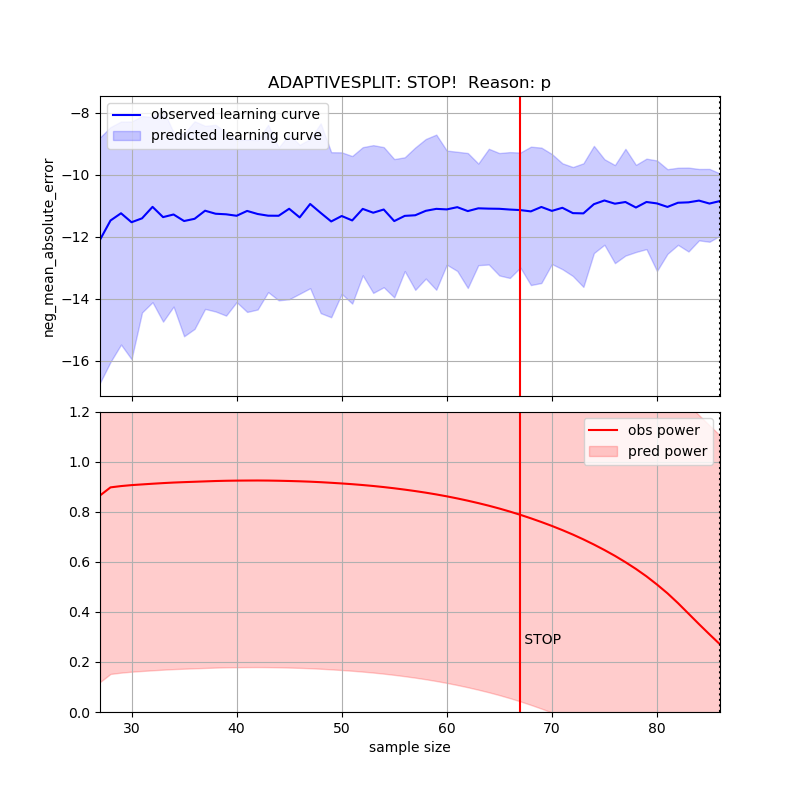 ADAPTIVESPLIT: STOP!  Reason: p
observed learning curve
predicted learning curve
neg_mean_absolute_error
−8
−10
−12
−14
−16
obs power
pred power
STOP
1.2
1.0
0.8
0.6
0.4
0.2
0.0
30 40 50 60 70 80
sample size